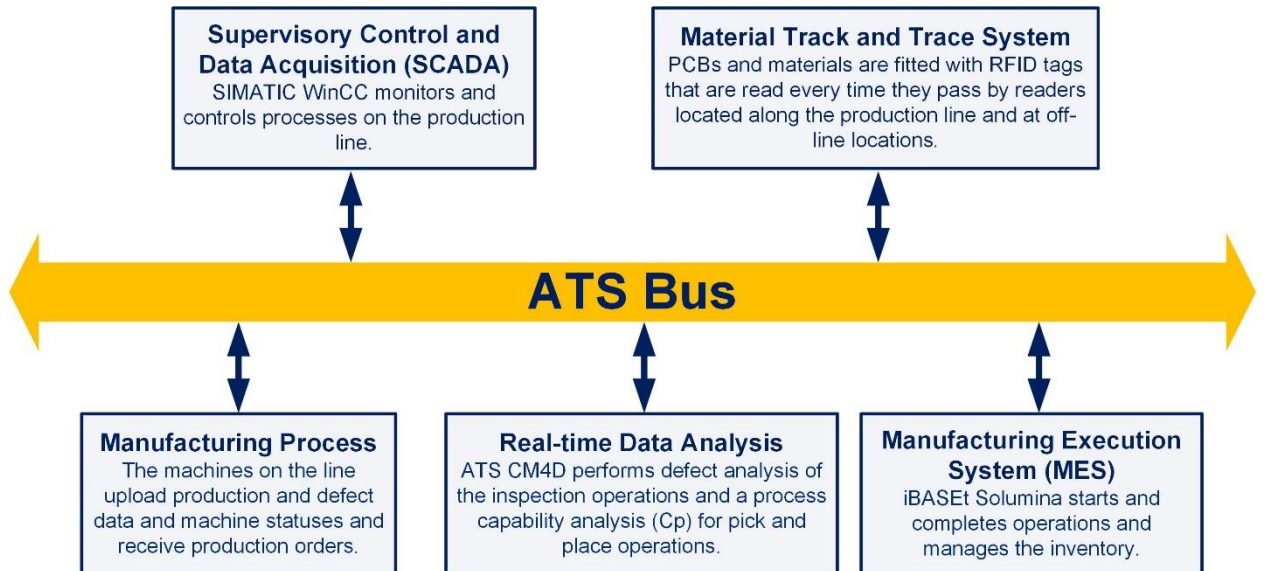 Supervisory Control and
Data Acquisition (SCADA)
SIMATIC WinCC monitors and
controls processes on the production
line.
Material Track and Trace System
PCBs and materials are fitted with RFID tags
that are read every time they pass by readers
located along the production line and at off-
line locations.
ATS Bus
Manufacturing Process
The machines on the line
upload production and defect
data and machine statuses and
receive production orders.
Real-time Data Analysis
ATS CM4D performs defect analysis of
the inspection operations and a process
capability analysis (Cp) for pick and
place operations.
Manufacturing Execution
System (MES)
iBASEt Solumina starts and
completes operations and
manages the inventory.